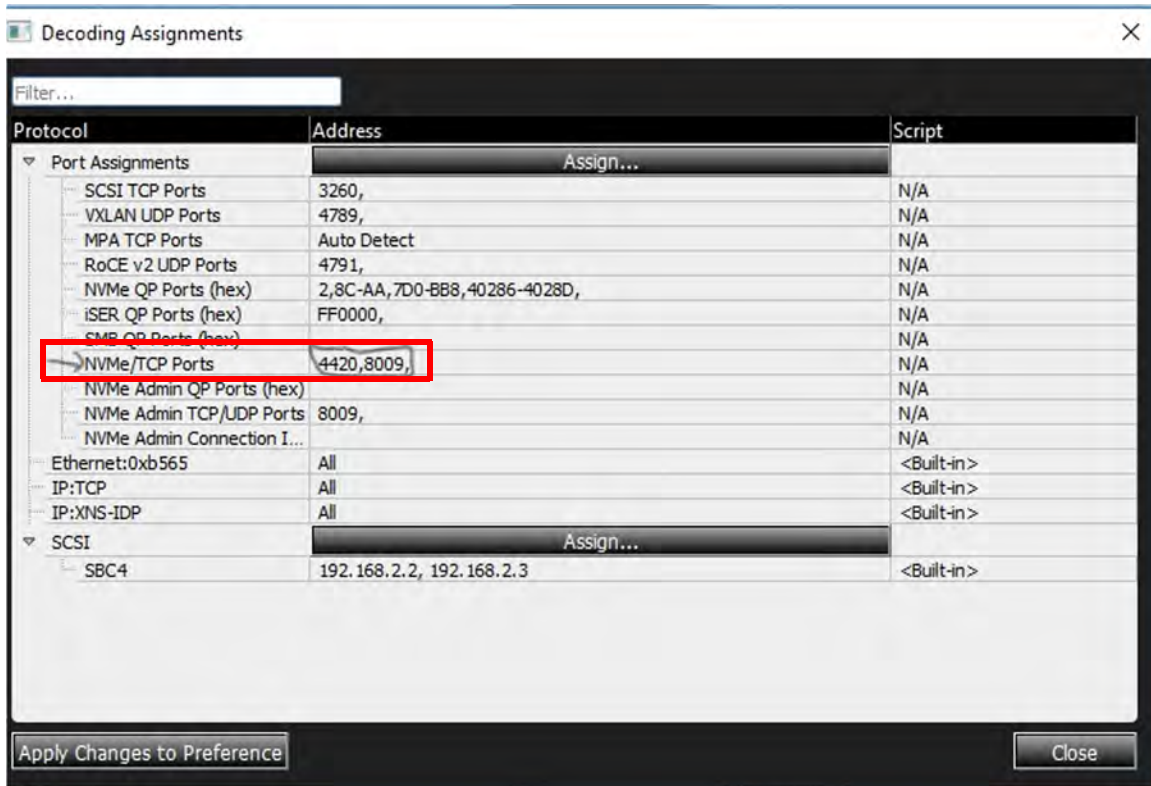 Decoding Assignments
Filter...
Protocol Address Script
Port Assignments Assign...
SCSI TCP Ports 3260, N/A
VXLAN UDP Ports 4789, N/A
MPA TCP Ports Auto Detect N/A
RoCE v2 UDP Ports 4791, N/A
NVMe QP Ports (hex) 2,8C-AA,7D0-BB8,40286-4028D, N/A
iSER QP Ports (hex) FF0000, N/A
SMB QP Ports (hex) N/A
NVMe/TCP Ports 4420,8009, N/A
NVMe Admin QP Ports (hex) N/A
NVMe Admin TCP/UDP Ports 8009, N/A
NVMe Admin Connection I... N/A
Ethernet:0xb565 All <Built-in>
IP:TCP All <Built-in>
IP:XNS-IDP All <Built-in>
SCSI Assign...
SBC4 192.168.2.2, 192.168.2.3 <Built-in>
Apply Changes to Preference Close